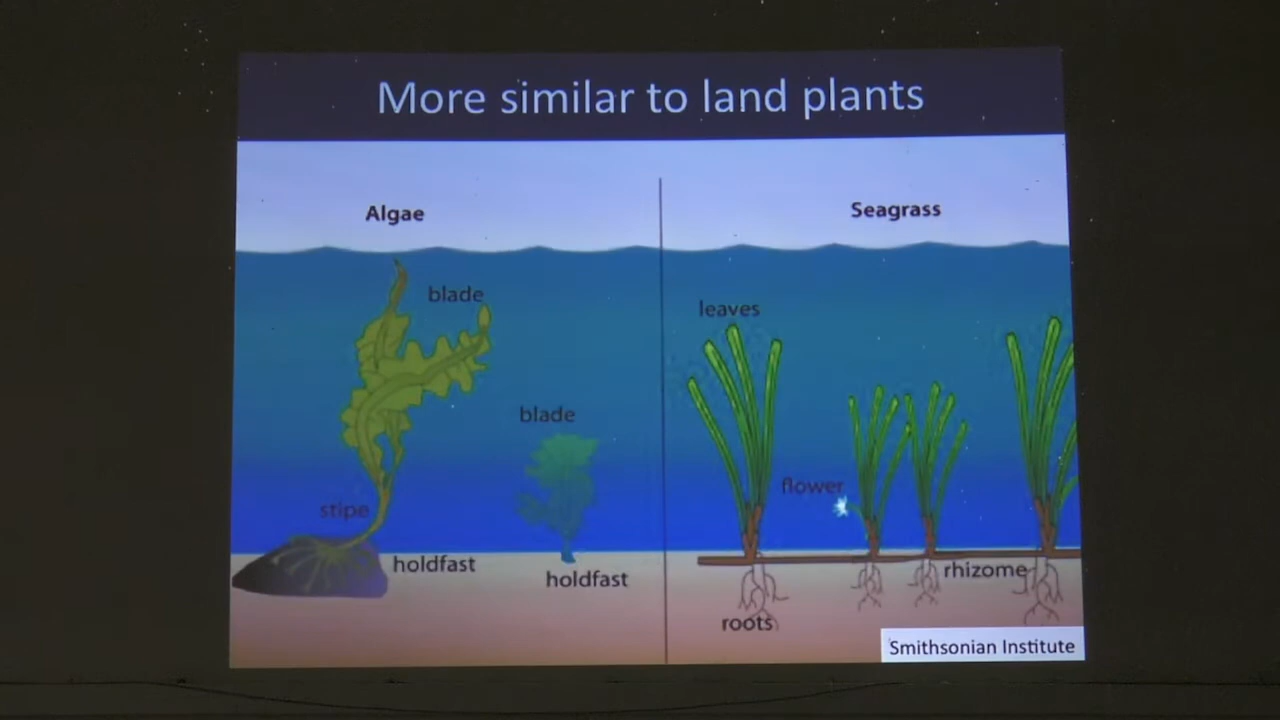 More similar to land plants
Algae
Seagrass
blade
leaves
blade
flower
stipe
holdfast
holdfast
rhizome
roots
Smithsonian Institute